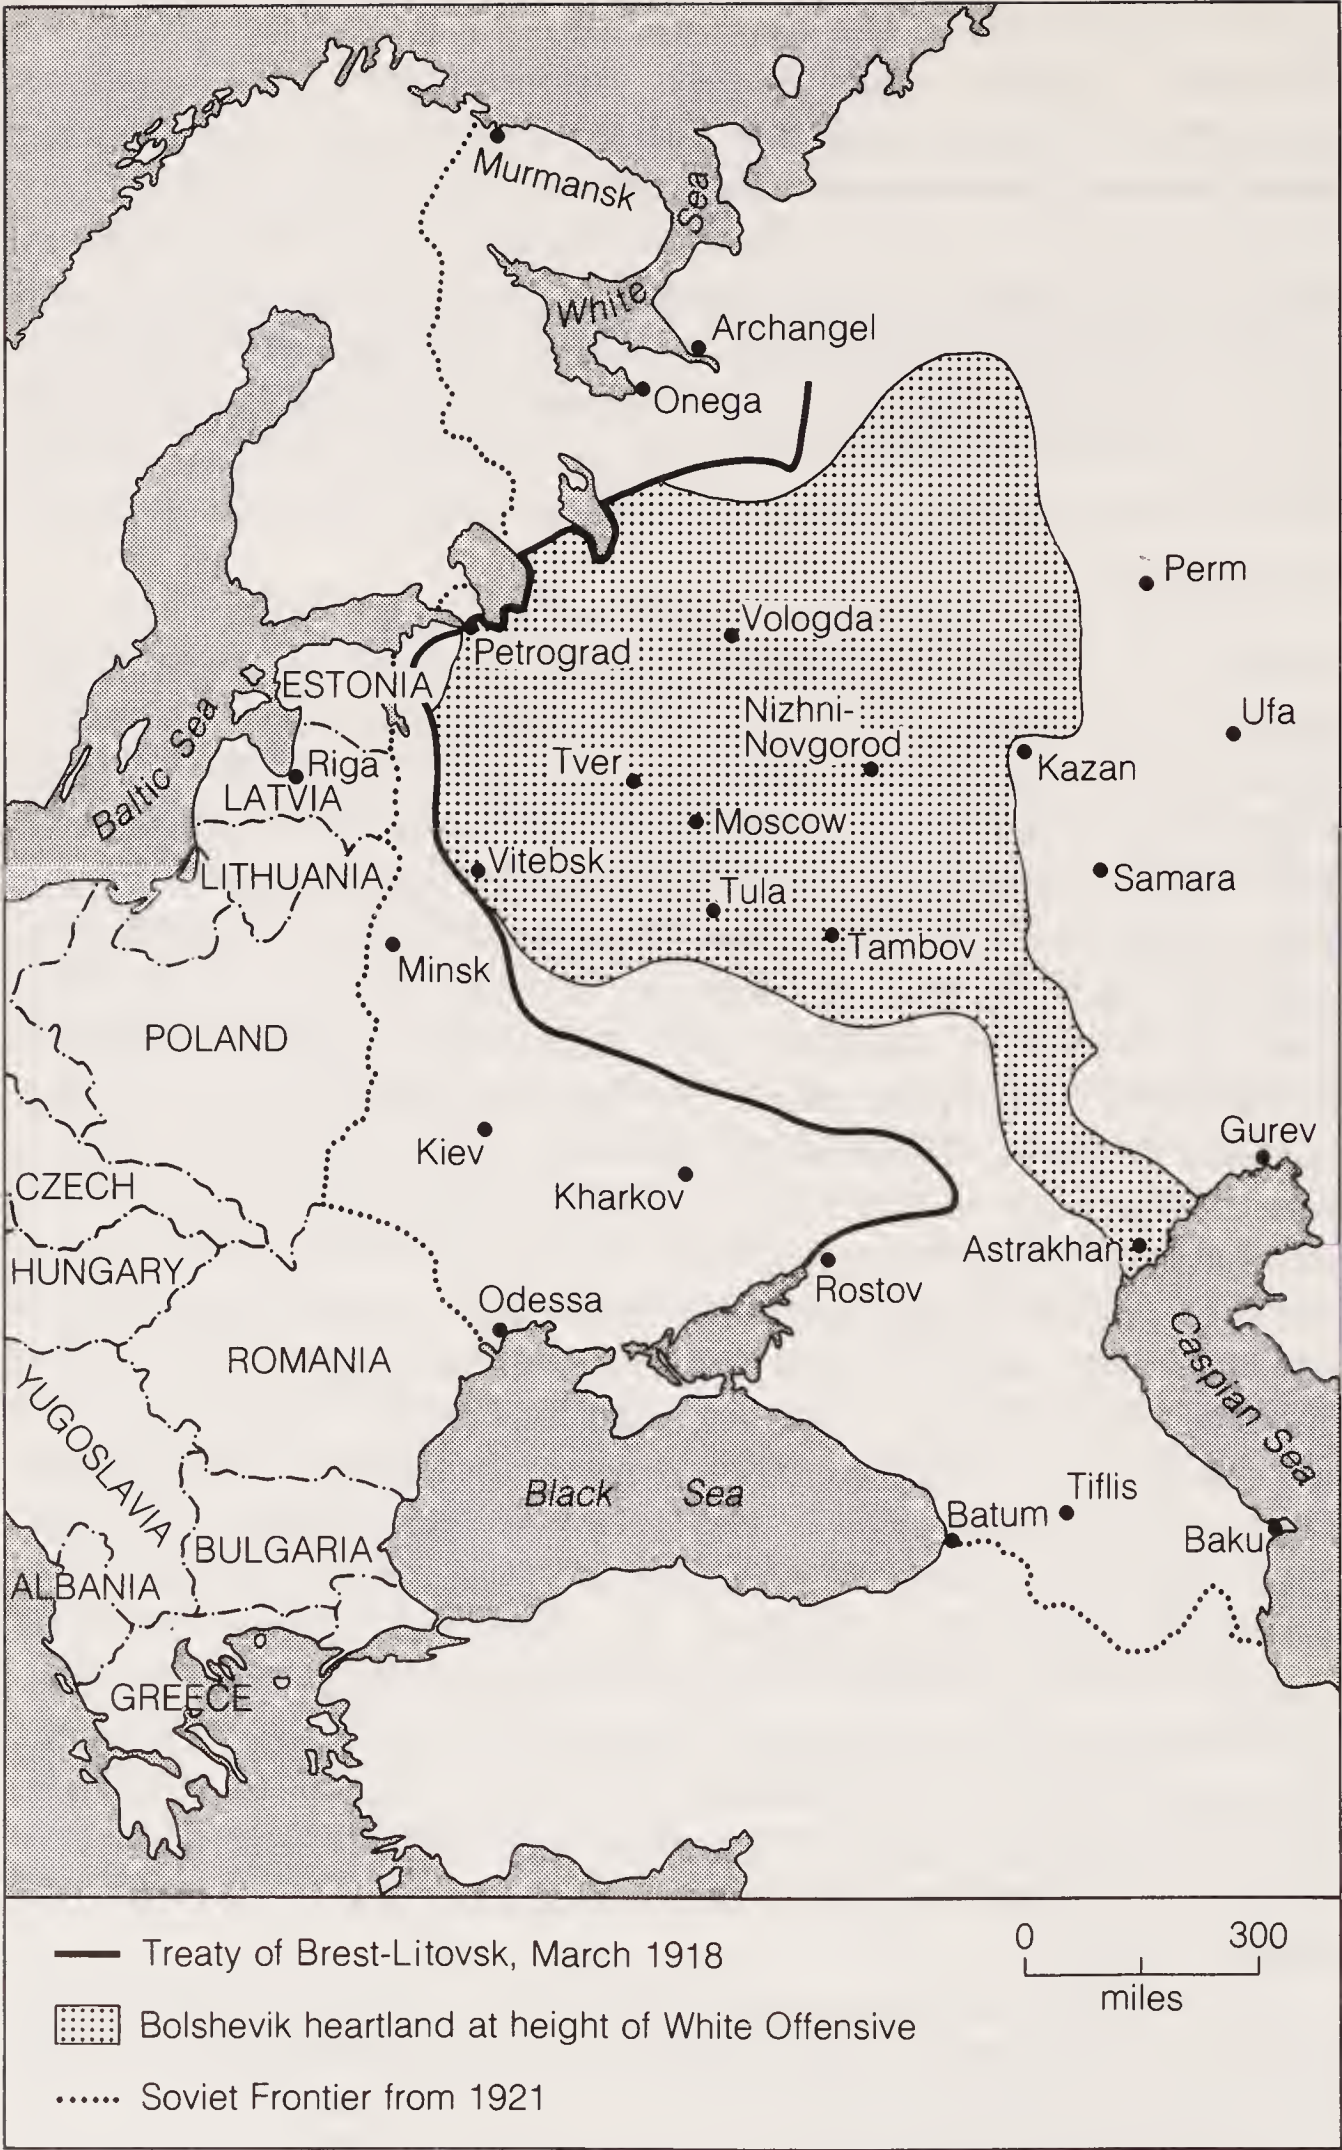 Murmansk
White
Sea
Archangel
Onega
Perm
Vologda
Petrograd
ESTONIA
Nizhni-
Novgorod
Ufa
Tver
Kazan
Riga
Baltic Sea
LATVIA
Moscow
Vitebsk
LITHUANIA
Tula
Samara
Tambov
Minsk
POLAND
Kiev
Gurev
CZECH
Kharkov
Astrakhan
HUNGARY
Rostov
Odessa
ROMANIA
Caspian Sea
YUGOSLAVIA
Black Sea
Tiflis
Batum
Baku
BULGARIA
ALBANIA
GREECE
Treaty of Brest-Litovsk, March 1918
0 300
miles
Bolshevik heartland at height of White Offensive
Soviet Frontier from 1921